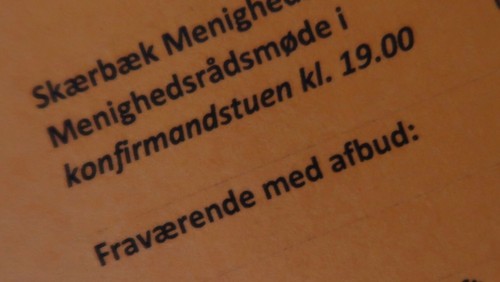 Skærbæk
Menighedsrådsmøde i
konfirmandstuen kl. 19.00
Fraværende med afbud: